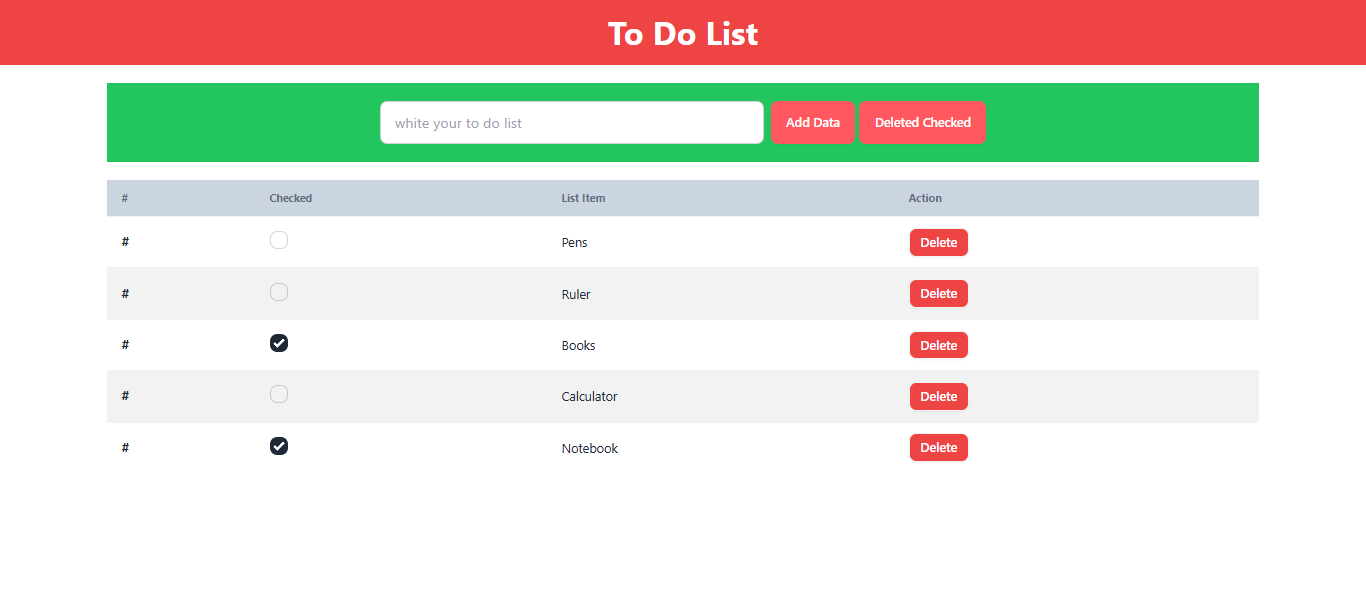 To Do List
white your to do list Add Data Deleted Checked
# Checked List Item Action
# Pens Delete
# Ruler Delete
# Books Delete
# Calculator Delete
# Notebook Delete